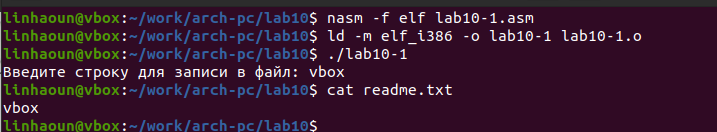 linhaoun@vbox:~/work/arch-pc/lab10$ nasm -f elf lab10-1.asm
linhaoun@vbox:~/work/arch-pc/lab10$ ld -m elf_i386 -o lab10-1 lab10-1.o
linhaoun@vbox:~/work/arch-pc/lab10$ ./lab10-1
Введите строку для записи в файл: vbox
linhaoun@vbox:~/work/arch-pc/lab10$ cat readme.txt
vbox
linhaoun@vbox:~/work/arch-pc/lab10$